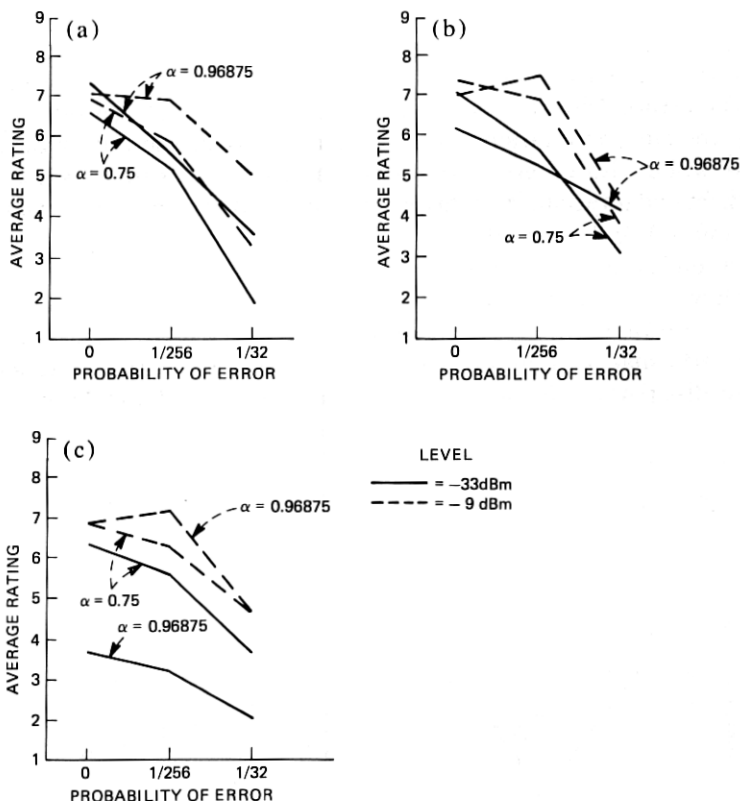 (a)
9
8
7
6
5
4
3
2
1
AVERAGE RATING
α = 0.96875
α = 0.75
0 1/256 1/32
PROBABILITY OF ERROR
(b)
9
8
7
6
5
4
3
2
1
AVERAGE RATING
α = 0.96875
α = 0.75
0 1/256 1/32
PROBABILITY OF ERROR
(c)
9
8
7
6
5
4
3
2
1
AVERAGE RATING
α = 0.96875
α = 0.75
α = 0.96875
0 1/256 1/32
PROBABILITY OF ERROR
LEVEL
= −33dBm
= − 9 dBm